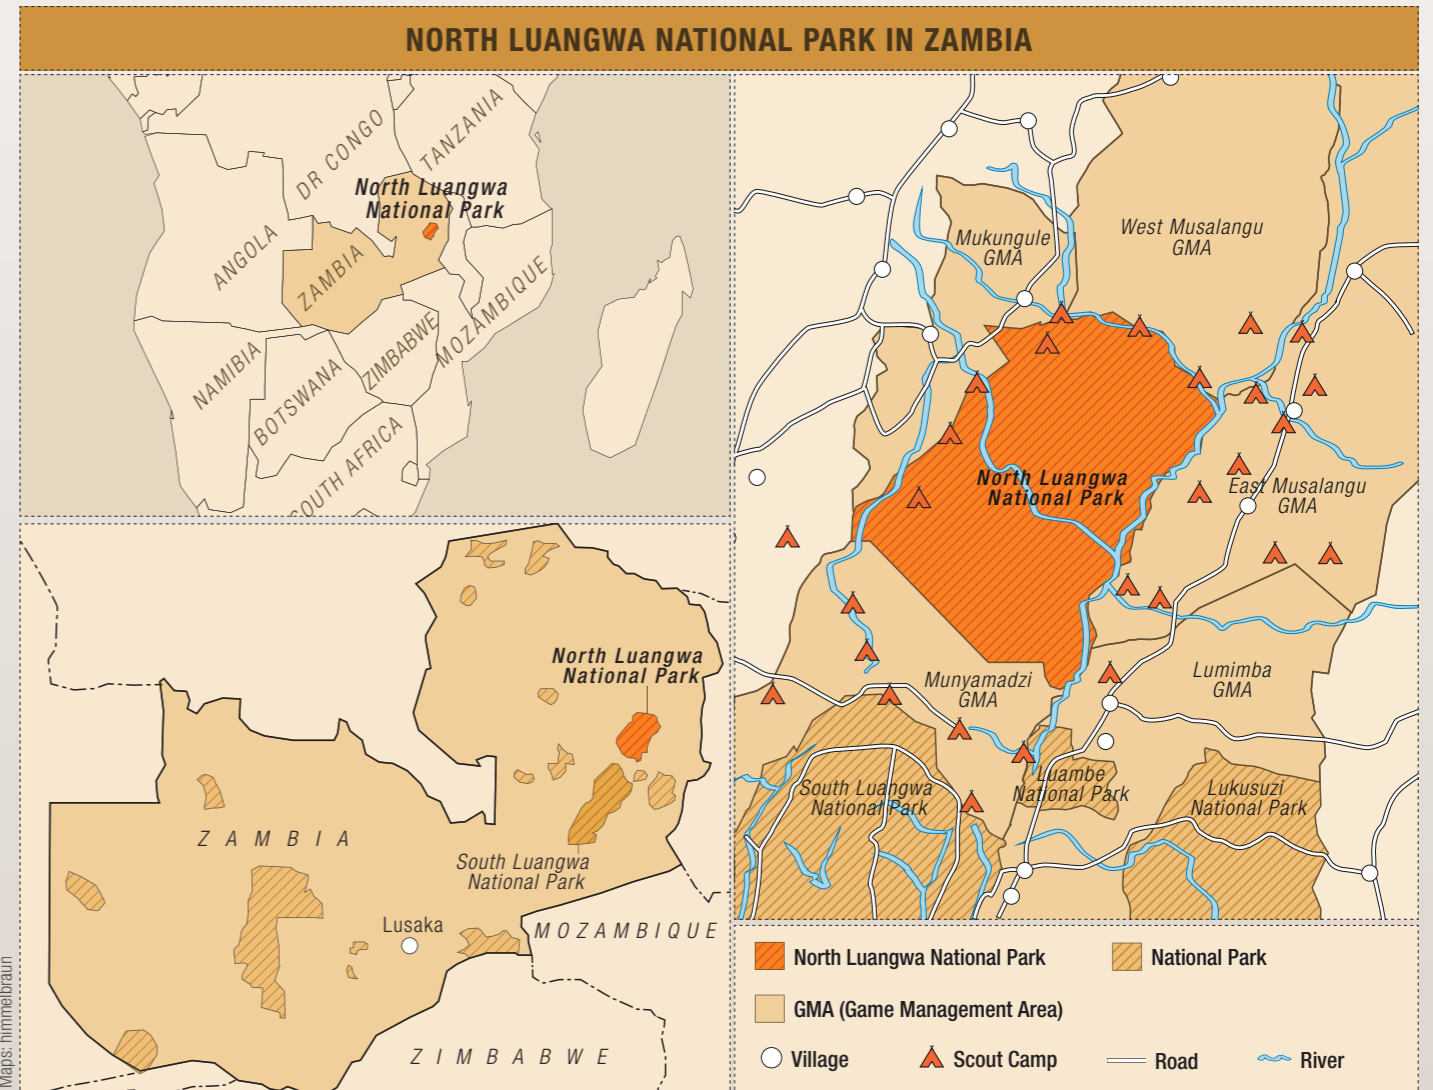 NORTH LUANGWA NATIONAL PARK IN ZAMBIA
DR CONGO
TANZANIA
North Luangwa
National Park
ANGOLA
ZAMBIA
MOZAMBIQUE
ZIMBABWE
NAMIBIA
BOTSWANA
SOUTH AFRICA
Mukungule
GMA
West Musalangu
GMA
North Luangwa
National Park
East Musalangu
GMA
Munyamadzi
GMA
Lumimba
GMA
South Luangwa
National Park
Luambe
National Park
Lukusuzi
National Park
North Luangwa
National Park
ZAMBIA
South Luangwa
National Park
Lusaka
MOZAMBIQUE
ZIMBABWE
North Luangwa National Park
National Park
GMA (Game Management Area)
Village
Scout Camp
Road
River
Maps: himmelbraun